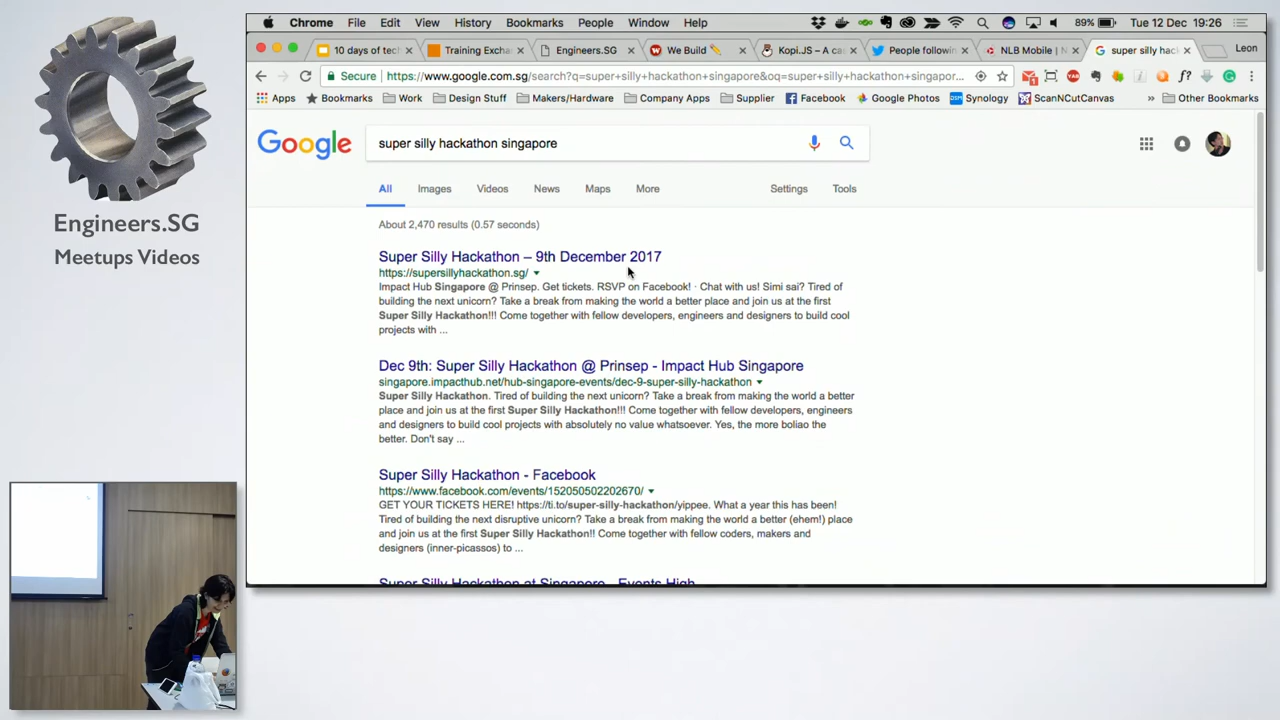 Chrome File Edit View History Bookmarks People Window Help 89% Tue 12 Dec 19:26
10 days of tec Training Excha Engineers.SG We Build Kopi.JS – A ca People followin NLB Mobile | N super silly hac Leon
Secure https://www.google.com.sg/search?q=super+silly+hackathon+singapore&oq=super+silly+hackathon+singapor...
Apps Bookmarks Work Design Stuff Makers/Hardware Company Apps Supplier Facebook Google Photos DSM Synology ScanNCutCanvas » Other Bookmarks
Google super silly hackathon singapore
All Images Videos News Maps More Settings Tools
About 2,470 results (0.57 seconds)
Super Silly Hackathon – 9th December 2017
https://supersillyhackathon.sg/
Impact Hub Singapore @ Prinsep. Get tickets. RSVP on Facebook! · Chat with us! Simi sai? Tired of
building the next unicorn? Take a break from making the world a better place and join us at the first
Super Silly Hackathon!!! Come together with fellow developers, engineers and designers to build cool
projects with ...
Dec 9th: Super Silly Hackathon @ Prinsep - Impact Hub Singapore
singapore.impacthub.net/hub-singapore-events/dec-9-super-silly-hackathon
Super Silly Hackathon. Tired of building the next unicorn? Take a break from making the world a better
place and join us at the first Super Silly Hackathon!!! Come together with fellow developers, engineers
and designers to build cool projects with absolutely no value whatsoever. Yes, the more boliao the
better. Don't say ...
Super Silly Hackathon - Facebook
https://www.facebook.com/events/152050502202670/
GET YOUR TICKETS HERE! https://ti.to/super-silly-hackathon/yippee. What a year this has been!
Tired of building the next disruptive unicorn? Take a break from making the world a (ehem!) place
and join us at the first Super Silly Hackathon!! Come together with fellow coders, makers and
designers (inner-picassos) to ...
Super Silly Hackathon at Singapore - Events High
Engineers.SG
Meetups Videos